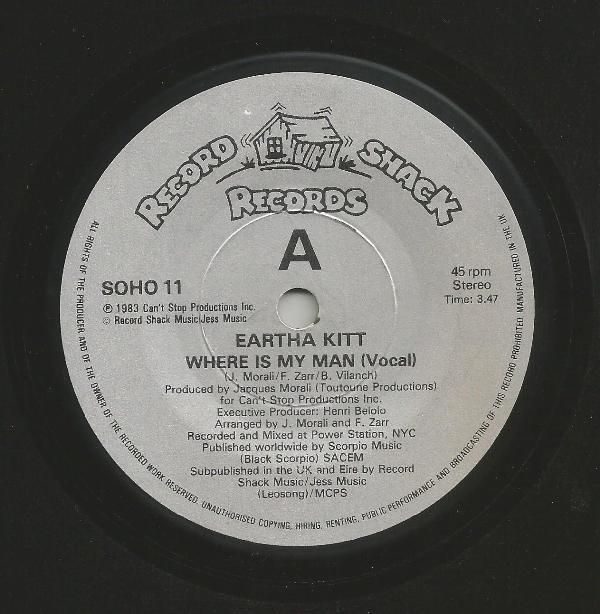 RECORD SHACK
RECORDS
A
SOHO 11
℗ 1983 Can't Stop Productions Inc.
© Record Shack Music/Jess Music
45 rpm
Stereo
Time: 3.47
EARTHA KITT
WHERE IS MY MAN (Vocal)
(J. Morali/F. Zarr/B. Vilanch)
Produced by Jacques Morali (Toutoune Productions)
for Can't Stop Productions Inc.
Executive Producer: Henri Belolo
Arranged by J. Morali and F. Zarr
Recorded and Mixed at Power Station, NYC
Published worldwide by Scorpio Music
(Black Scorpio) SACEM
Subpublished in the UK and Eire by Record
Shack Music/Jess Music
(Leosong)/MCPS
ALL RIGHTS OF THE PRODUCER AND OF THE OWNER OF THE RECORDED WORK RESERVED. UNAUTHORISED COPYING, HIRING, RENTING, PUBLIC PERFORMANCE AND BROADCASTING OF THIS RECORD PROHIBITED MANUFACTURED IN THE UK